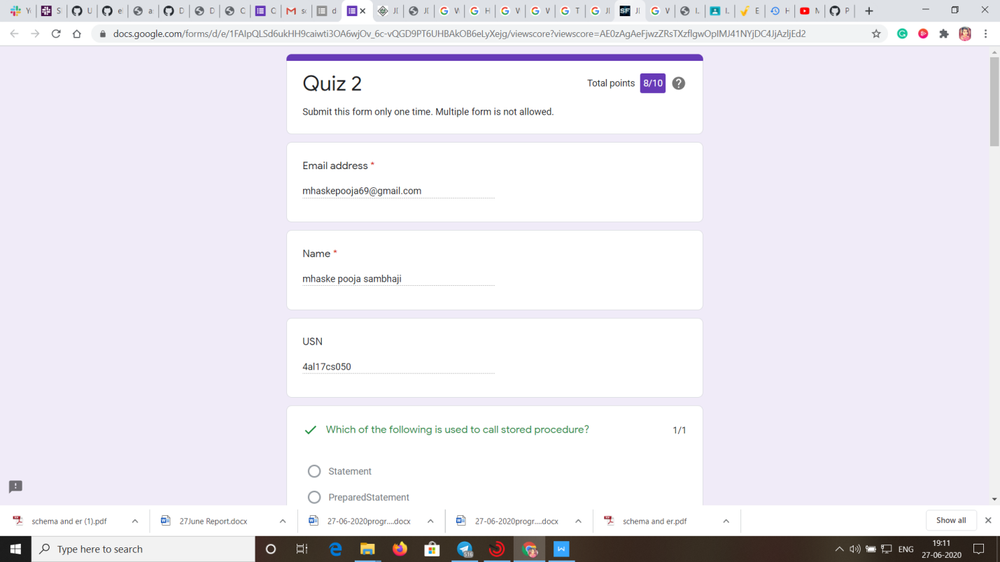 docs.google.com/forms/d/e/1FAIpQLSd6ukHH9caiwti3OA6wjOv_6c-vQGD9PT6UHBAkOB6eLyXejg/viewscore?viewscore=AE0zAgAeFjwzZRsTXzflgwOpIMJ41NYjDC4JjAzljEd2
Quiz 2
Total points 8/10
Submit this form only one time. Multiple form is not allowed.
Email address *
mhaskepooja69@gmail.com
Name *
mhaske pooja sambhaji
USN
4al17cs050
Which of the following is used to call stored procedure?
1/1
Statement
PreparedStatement
schema and er (1).pdf
27June Report.docx
27-06-2020progr....docx
27-06-2020progr....docx
schema and er.pdf
Show all
Type here to search
516
ENG
19:11
27-06-2020